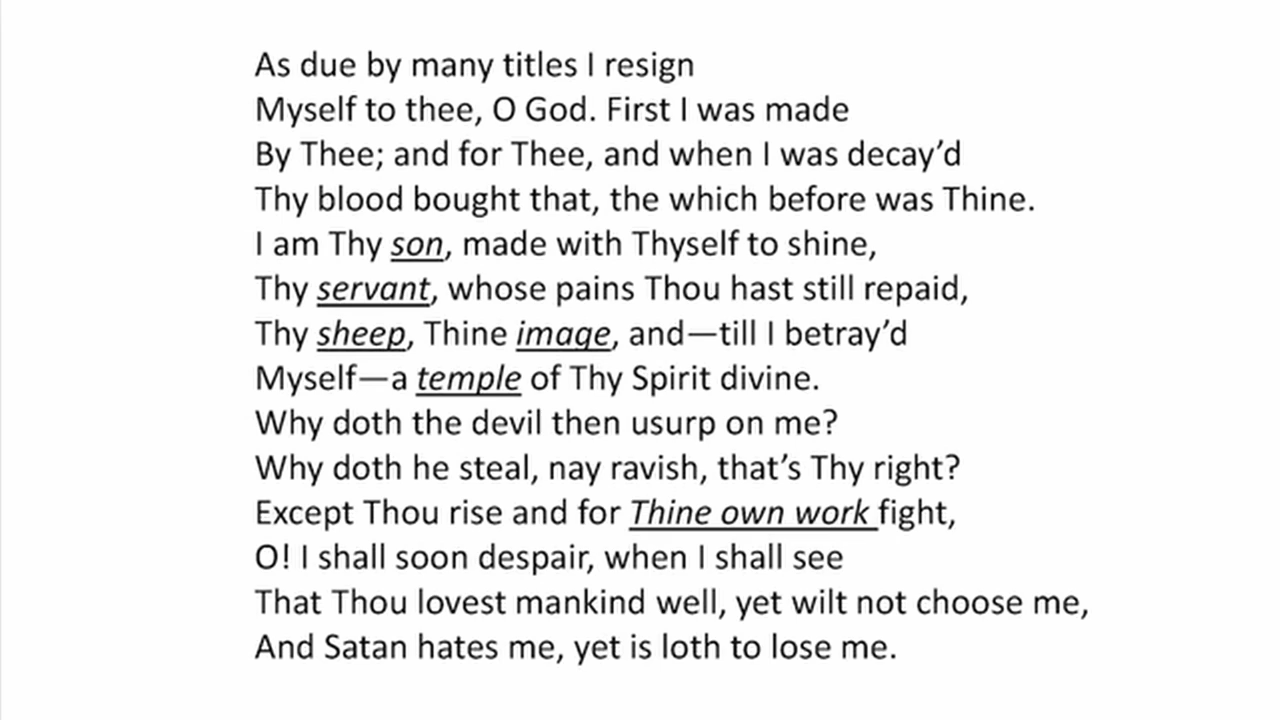 As due by many titles I resign
Myself to thee, O God. First I was made
By Thee; and for Thee, and when I was decay’d
Thy blood bought that, the which before was Thine.
I am Thy son, made with Thyself to shine,
Thy servant, whose pains Thou hast still repaid,
Thy sheep, Thine image, and—till I betray’d
Myself—a temple of Thy Spirit divine.
Why doth the devil then usurp on me?
Why doth he steal, nay ravish, that’s Thy right?
Except Thou rise and for Thine own work fight,
O! I shall soon despair, when I shall see
That Thou lovest mankind well, yet wilt not choose me,
And Satan hates me, yet is loth to lose me.